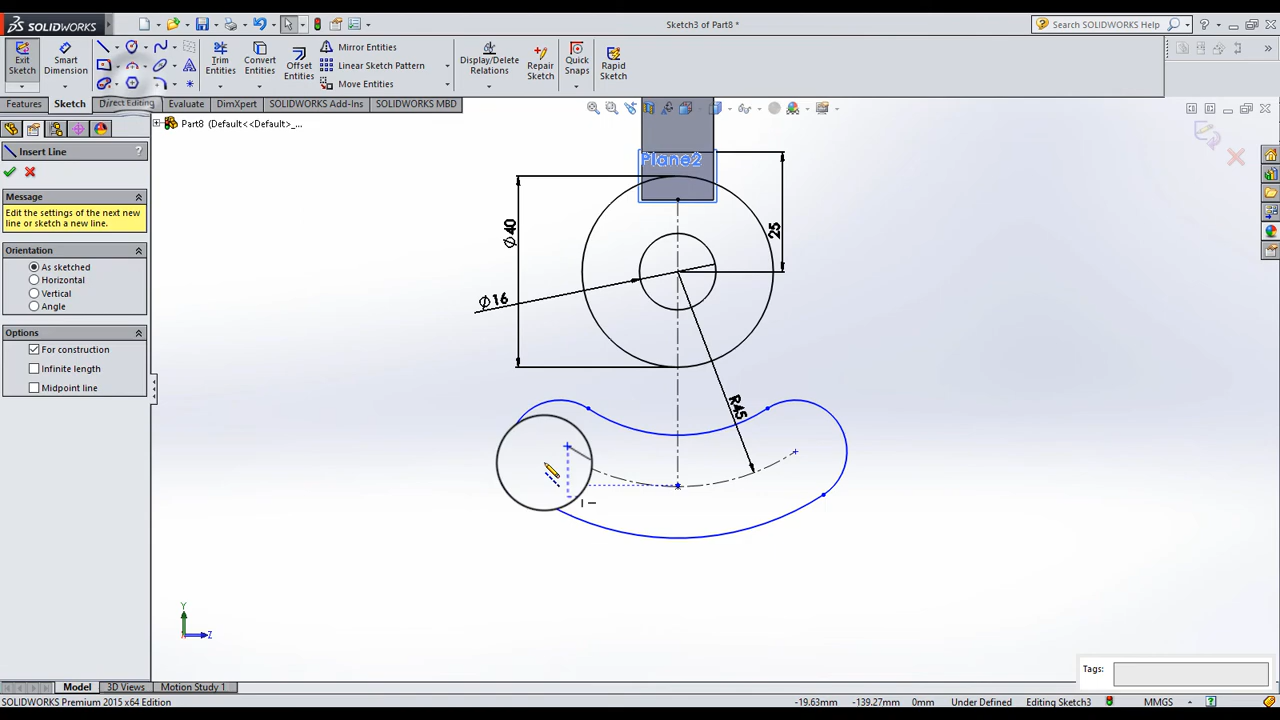 SOLIDWORKS
Sketch3 of Part8 *
Search SOLIDWORKS Help
Exit Sketch
Smart Dimension
Trim Entities
Convert Entities
Offset Entities
Mirror Entities
Linear Sketch Pattern
Move Entities
Display/Delete Relations
Repair Sketch
Quick Snaps
Rapid Sketch
Features
Sketch
Direct Editing
Evaluate
DimXpert
SOLIDWORKS Add-Ins
SOLIDWORKS MBD
Part8 (Default<<Default>_...
Insert Line
?
Message
Edit the settings of the next new
line or sketch a new line.
Orientation
As sketched
Horizontal
Vertical
Angle
Options
For construction
Infinite length
Midpoint line
Plane2
Ø40
25
Ø16
R45
Y
Z
Tags:
Model
3D Views
Motion Study 1
SOLIDWORKS Premium 2015 x64 Edition
-19.63mm
-139.27mm
0mm
Under Defined
Editing Sketch3
MMGS